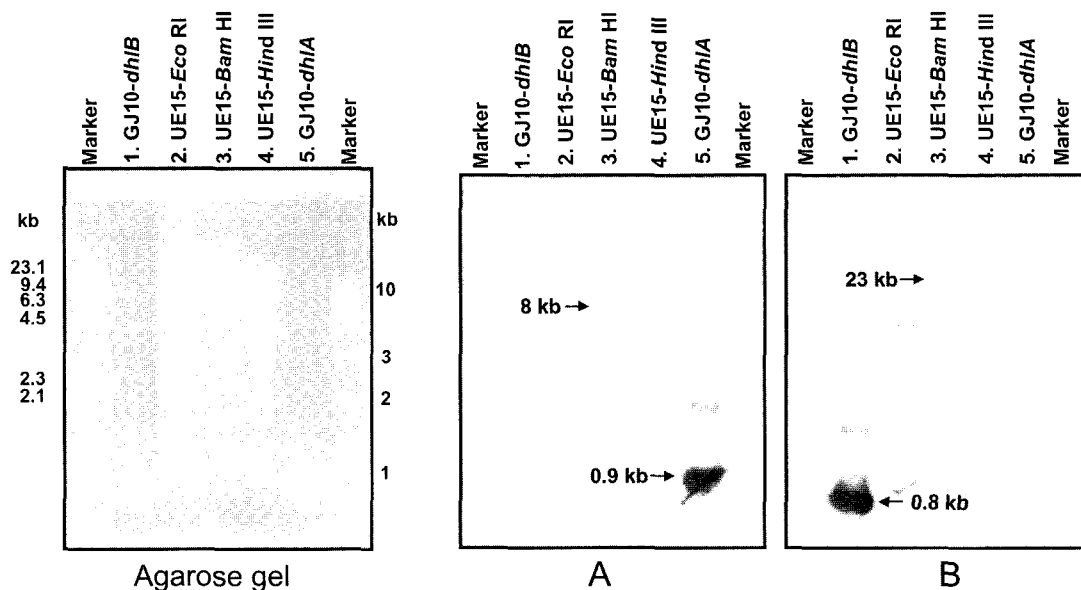 Marker
1. GJ10-dhlB
2. UE15-Eco RI
3. UE15-Bam HI
4. UE15-Hind III
5. GJ10-dhlA
Marker
kb
23.1
9.4
6.3
4.5
2.3
2.1
kb
10
3
2
1
Agarose gel
Marker
1. GJ10-dhlB
2. UE15-Eco RI
3. UE15-Bam HI
4. UE15-Hind III
5. GJ10-dhlA
Marker
8 kb
0.9 kb
A
Marker
1. GJ10-dhlB
2. UE15-Eco RI
3. UE15-Bam HI
4. UE15-Hind III
5. GJ10-dhlA
Marker
23 kb
0.8 kb
B